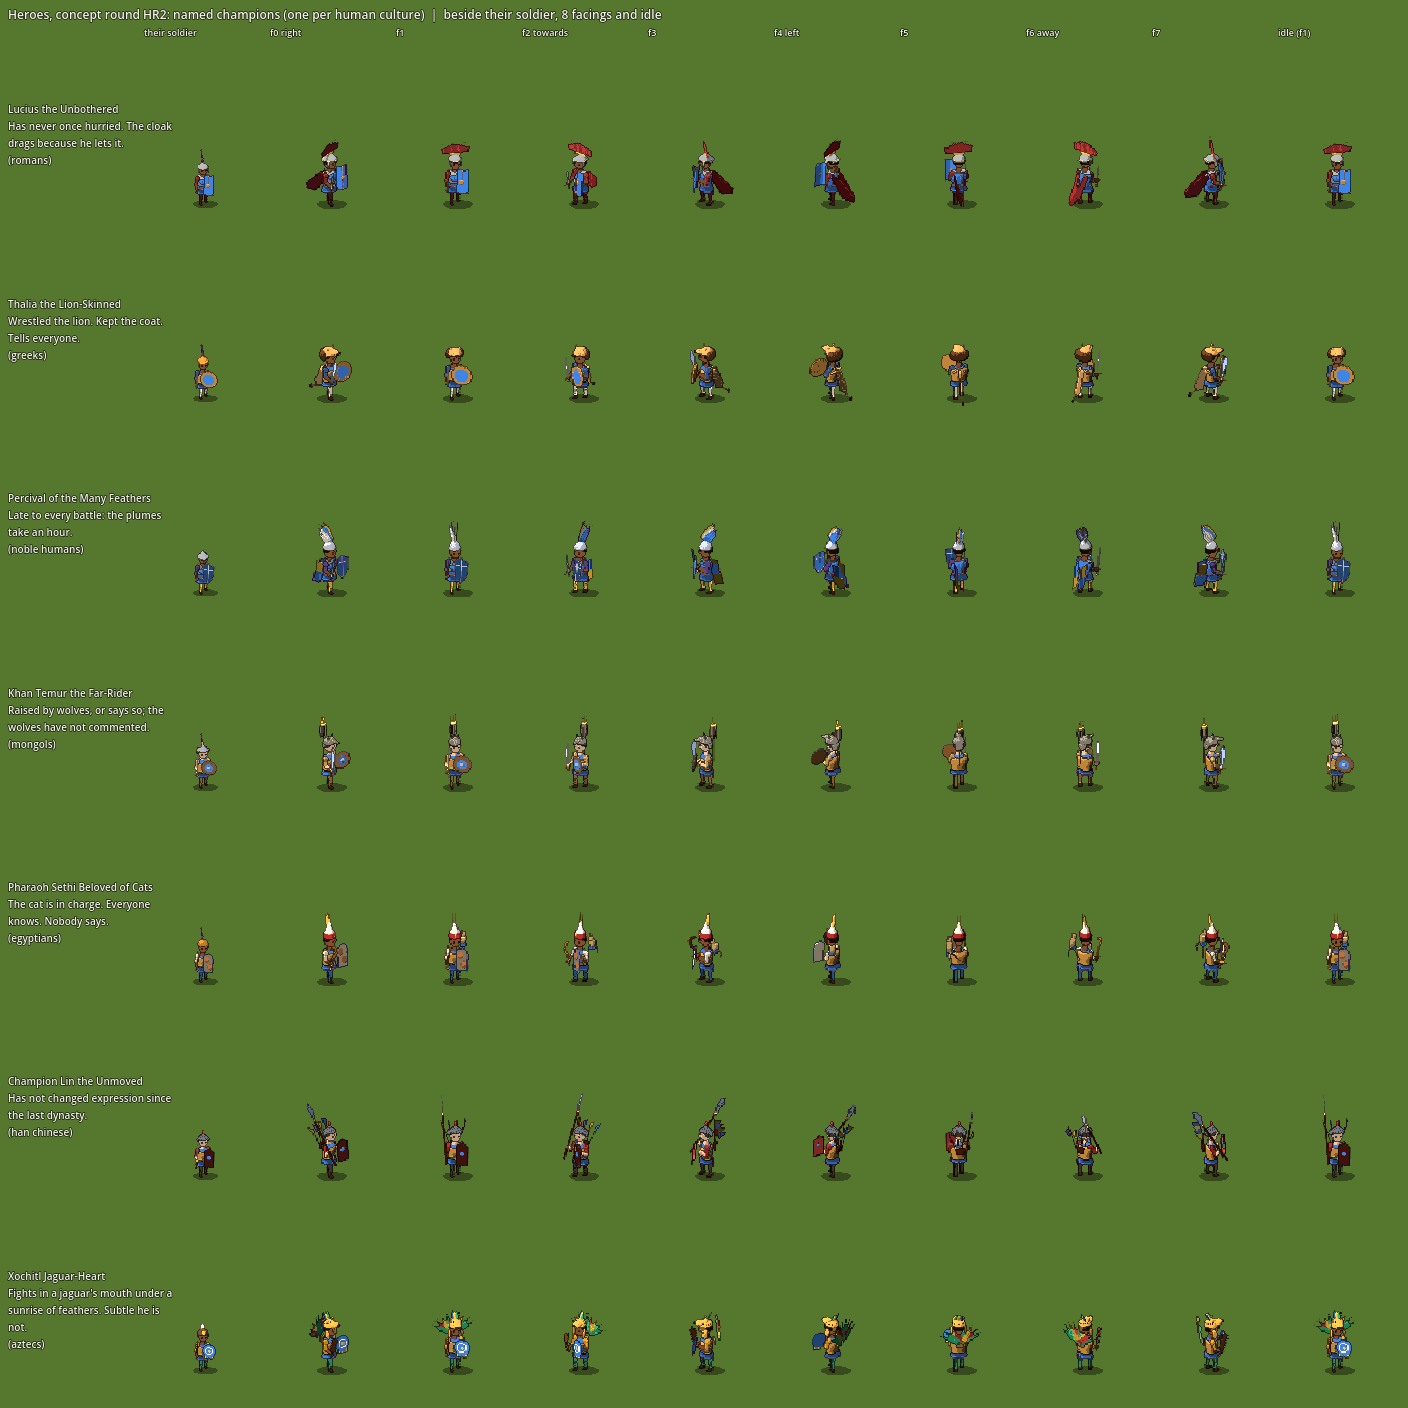 Heroes, concept round HR2: named champions (one per human culture) | beside their soldier, 8 facings and idle
their soldier f0 right f1 f2 towards f3 f4 left f5 f6 away f7 idle (f1)
Lucius the Unbothered
Has never once hurried. The cloak
drags because he lets it.
(romans)
Thalia the Lion-Skinned
Wrestled the lion. Kept the coat.
Tells everyone.
(greeks)
Percival of the Many Feathers
Late to every battle: the plumes
take an hour.
(noble humans)
Khan Temur the Far-Rider
Raised by wolves, or says so; the
wolves have not commented.
(mongols)
Pharaoh Sethi Beloved of Cats
The cat is in charge. Everyone
knows. Nobody says.
(egyptians)
Champion Lin the Unmoved
Has not changed expression since
the last dynasty.
(han chinese)
Xochitl Jaguar-Heart
Fights in a jaguar's mouth under a
sunrise of feathers. Subtle he is
not.
(aztecs)